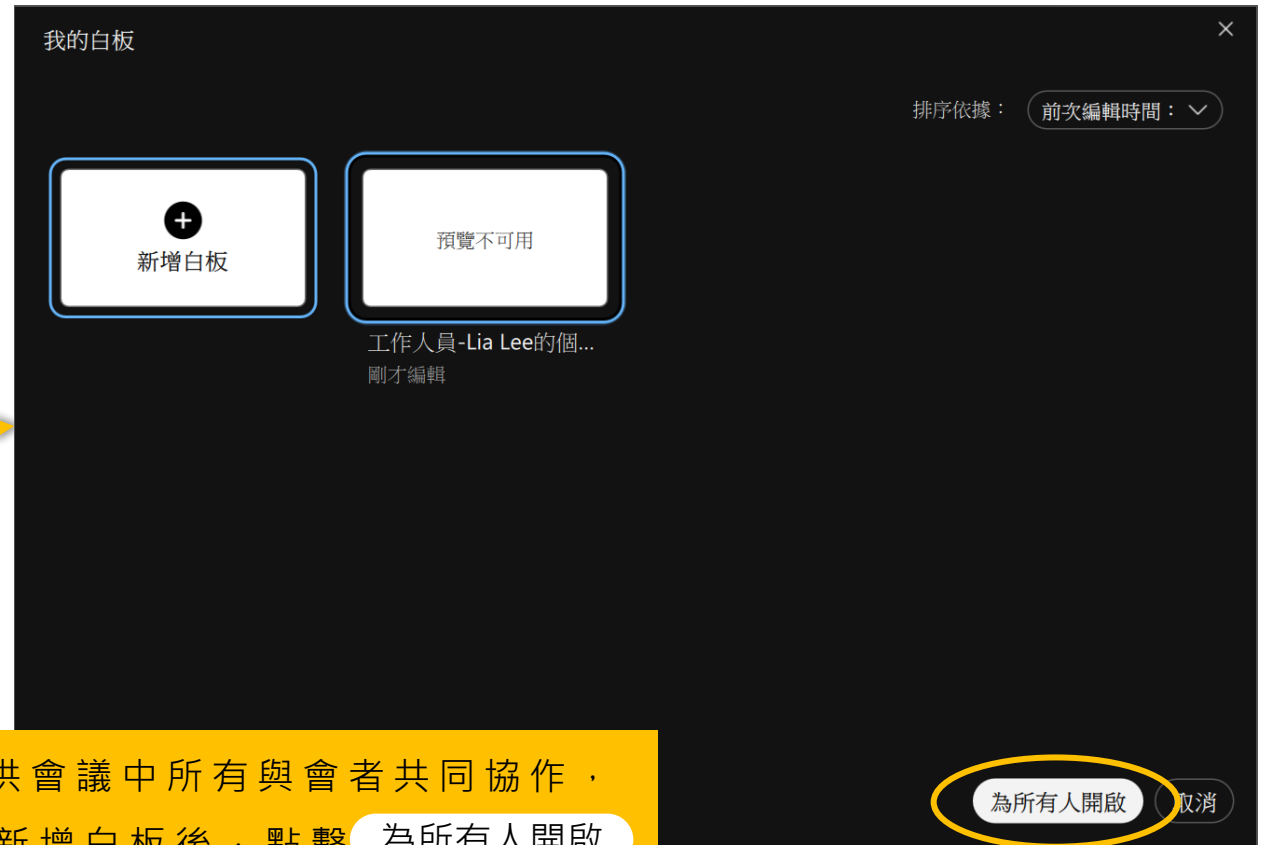 我的白板
排序依據：
前次編輯時間：
新增白板
預覽不可用
工作人員-Lia Lee的個...
剛才編輯
會議中所有與會者共同協作，
新增白板後，點擊 為所有人開啟
為所有人開啟
取消